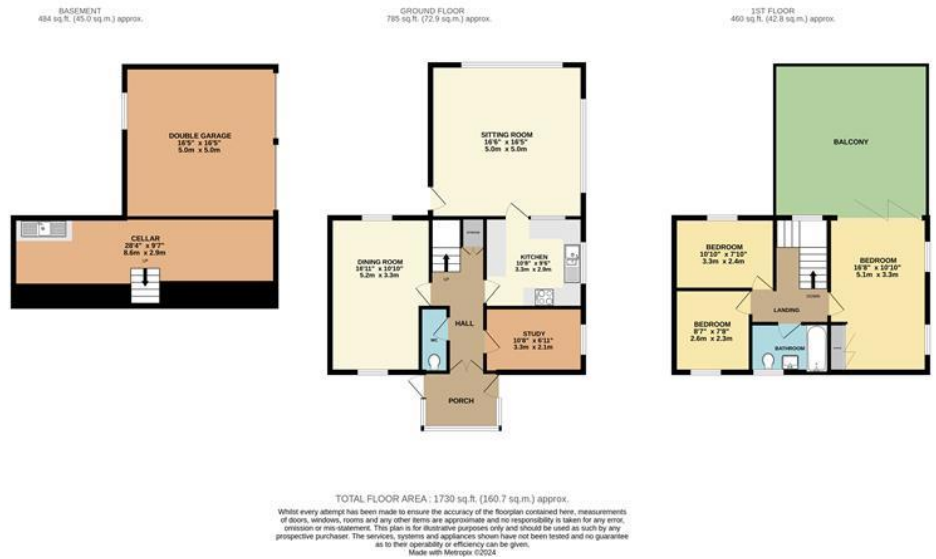 BASEMENT
484 sq.ft. (45.0 sq.m.) approx.
DOUBLE GARAGE
16'5" x 16'5"
5.0m x 5.0m
CELLAR
28'4" x 9'7"
8.6m x 2.9m
UP
GROUND FLOOR
785 sq.ft. (72.9 sq.m.) approx.
SITTING ROOM
16'6" x 16'5"
5.0m x 5.0m
DINING ROOM
16'11" x 10'10"
5.2m x 3.3m
UP
KITCHEN
10'9" x 9'6"
3.3m x 2.9m
HALL
WC
STUDY
10'8" x 6'11"
3.3m x 2.1m
PORCH
1ST FLOOR
460 sq.ft. (42.8 sq.m.) approx.
BALCONY
BEDROOM
10'10" x 7'10"
3.3m x 2.4m
BEDROOM
16'8" x 10'10"
5.1m x 3.3m
DOWN
LANDING
BEDROOM
8'7" x 7'8"
2.6m x 2.3m
BATHROOM
TOTAL FLOOR AREA : 1730 sq.ft. (160.7 sq.m.) approx.
Whilst every attempt has been made to ensure the accuracy of the floorplan contained here, measurements
of doors, windows, rooms and any other items are approximate and no responsibility is taken for any error,
omission or mis-statement. This plan is for illustrative purposes only and should be used as such by any
prospective purchaser. The services, systems and appliances shown have not been tested and no guarantee
as to their operability or efficiency can be given.
Made with Metropix ©2024